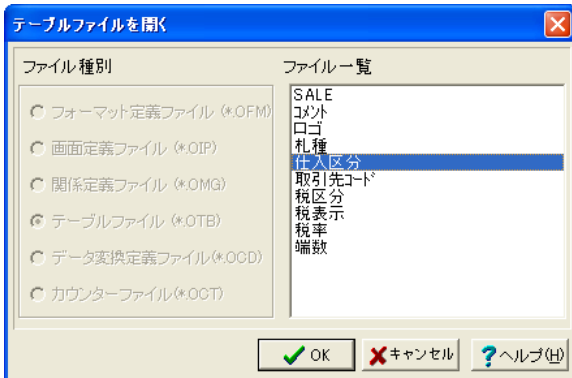 テーブルファイルを開く
ファイル種別
フォーマット定義ファイル (*.OFM)
画面定義ファイル (*.OIP)
関係定義ファイル (*.OMG)
テーブルファイル (*.OTB)
データ変換定義ファイル(*.OCD)
カウンターファイル(*.OCT)
ファイル一覧
SALE
コメント
ロゴ
札種
仕入区分
取引先コード
税区分
税表示
税率
端数
OK
キャンセル
ヘルプ(H)